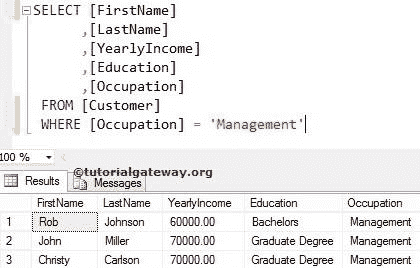 SELECT [FirstName]
,[LastName]
,[YearlyIncome]
,[Education]
,[Occupation]
FROM [Customer]
WHERE [Occupation] = 'Management'
100 %
©tutorialgateway.org
Results Messages
FirstName LastName YearlyIncome Education Occupation
1 Rob Johnson 60000.00 Bachelors Management
2 John Miller 70000.00 Graduate Degree Management
3 Christy Carlson 70000.00 Graduate Degree Management